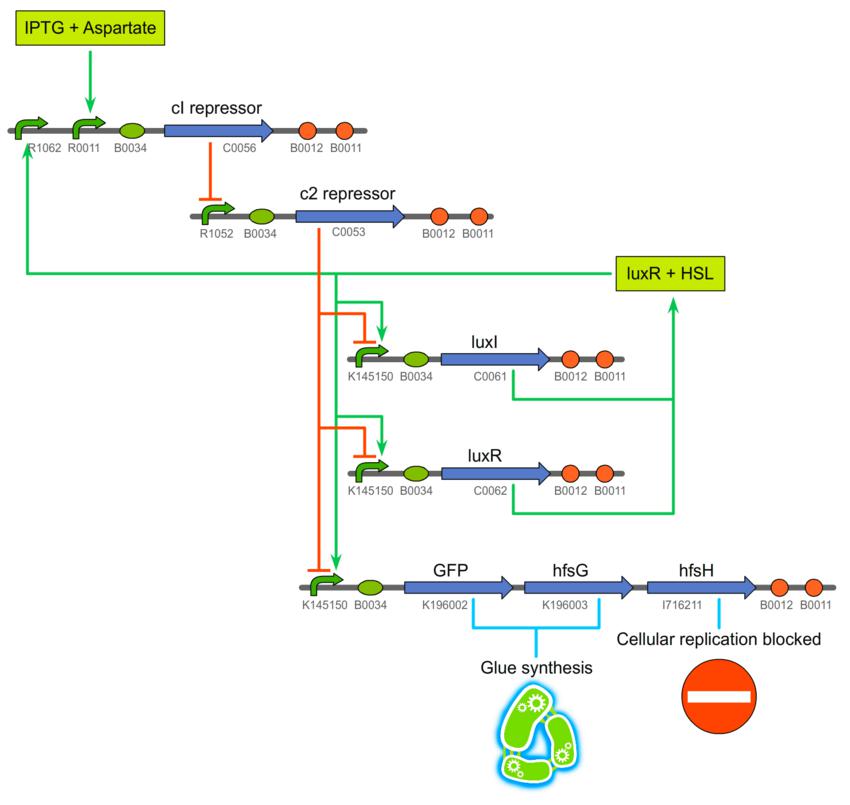 IPTG + Aspartate
cI repressor
R1062 R0011 B0034 C0056 B0012 B0011
c2 repressor
R1052 B0034 C0053 B0012 B0011
luxR + HSL
luxI
K145150 B0034 C0061 B0012 B0011
luxR
K145150 B0034 C0062 B0012 B0011
GFP hfsG hfsH
K145150 B0034 K196002 K196003 I716211 B0012 B0011
Cellular replication blocked
Glue synthesis